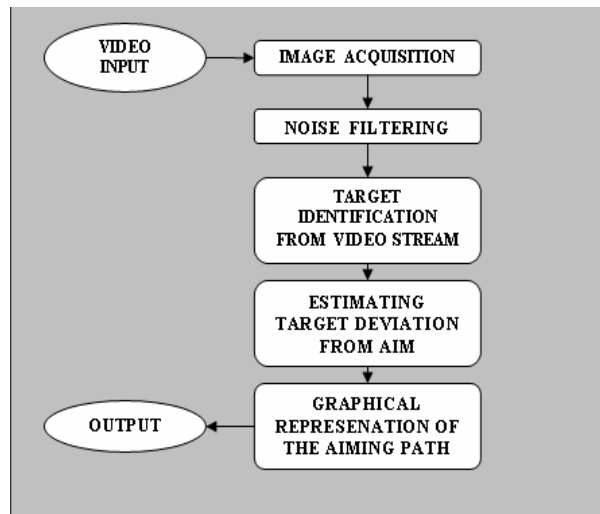 VIDEO
INPUT
IMAGE ACQUISITION
NOISE FILTERING
TARGET
IDENTIFICATION
FROM VIDEO STREAM
ESTIMATING
TARGET DEVIATION
FROM AIM
GRAPHICAL
REPRESENATION OF
THE AIMING PATH
OUTPUT